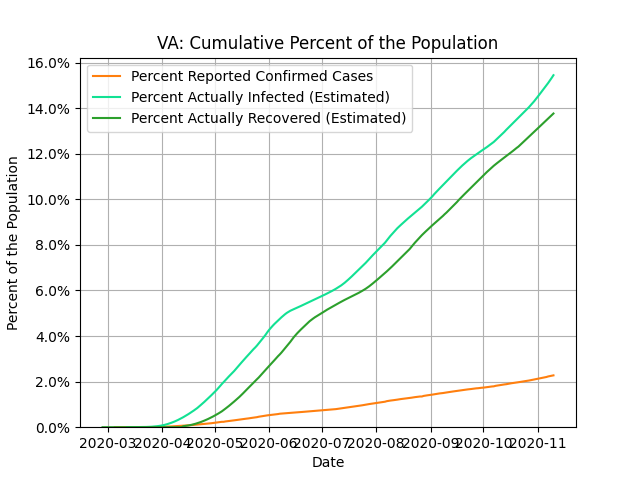 VA: Cumulative Percent of the Population
Percent Reported Confirmed Cases
Percent Actually Infected (Estimated)
Percent Actually Recovered (Estimated)
Percent of the Population
16.0%
14.0%
12.0%
10.0%
8.0%
6.0%
4.0%
2.0%
0.0%
2020-03 2020-04 2020-05 2020-06 2020-07 2020-08 2020-09 2020-10 2020-11
Date